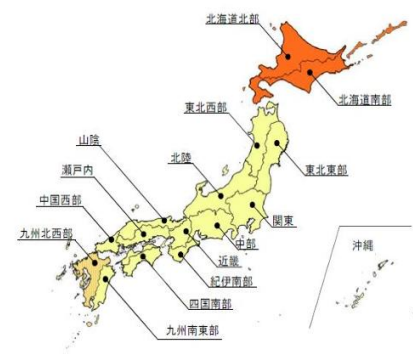 北海道北部
北海道南部
東北西部
東北東部
山陰
北陸
瀬戸内
中国西部
関東
九州北西部
中部
沖縄
近畿
紀伊南部
四国南部
九州南東部